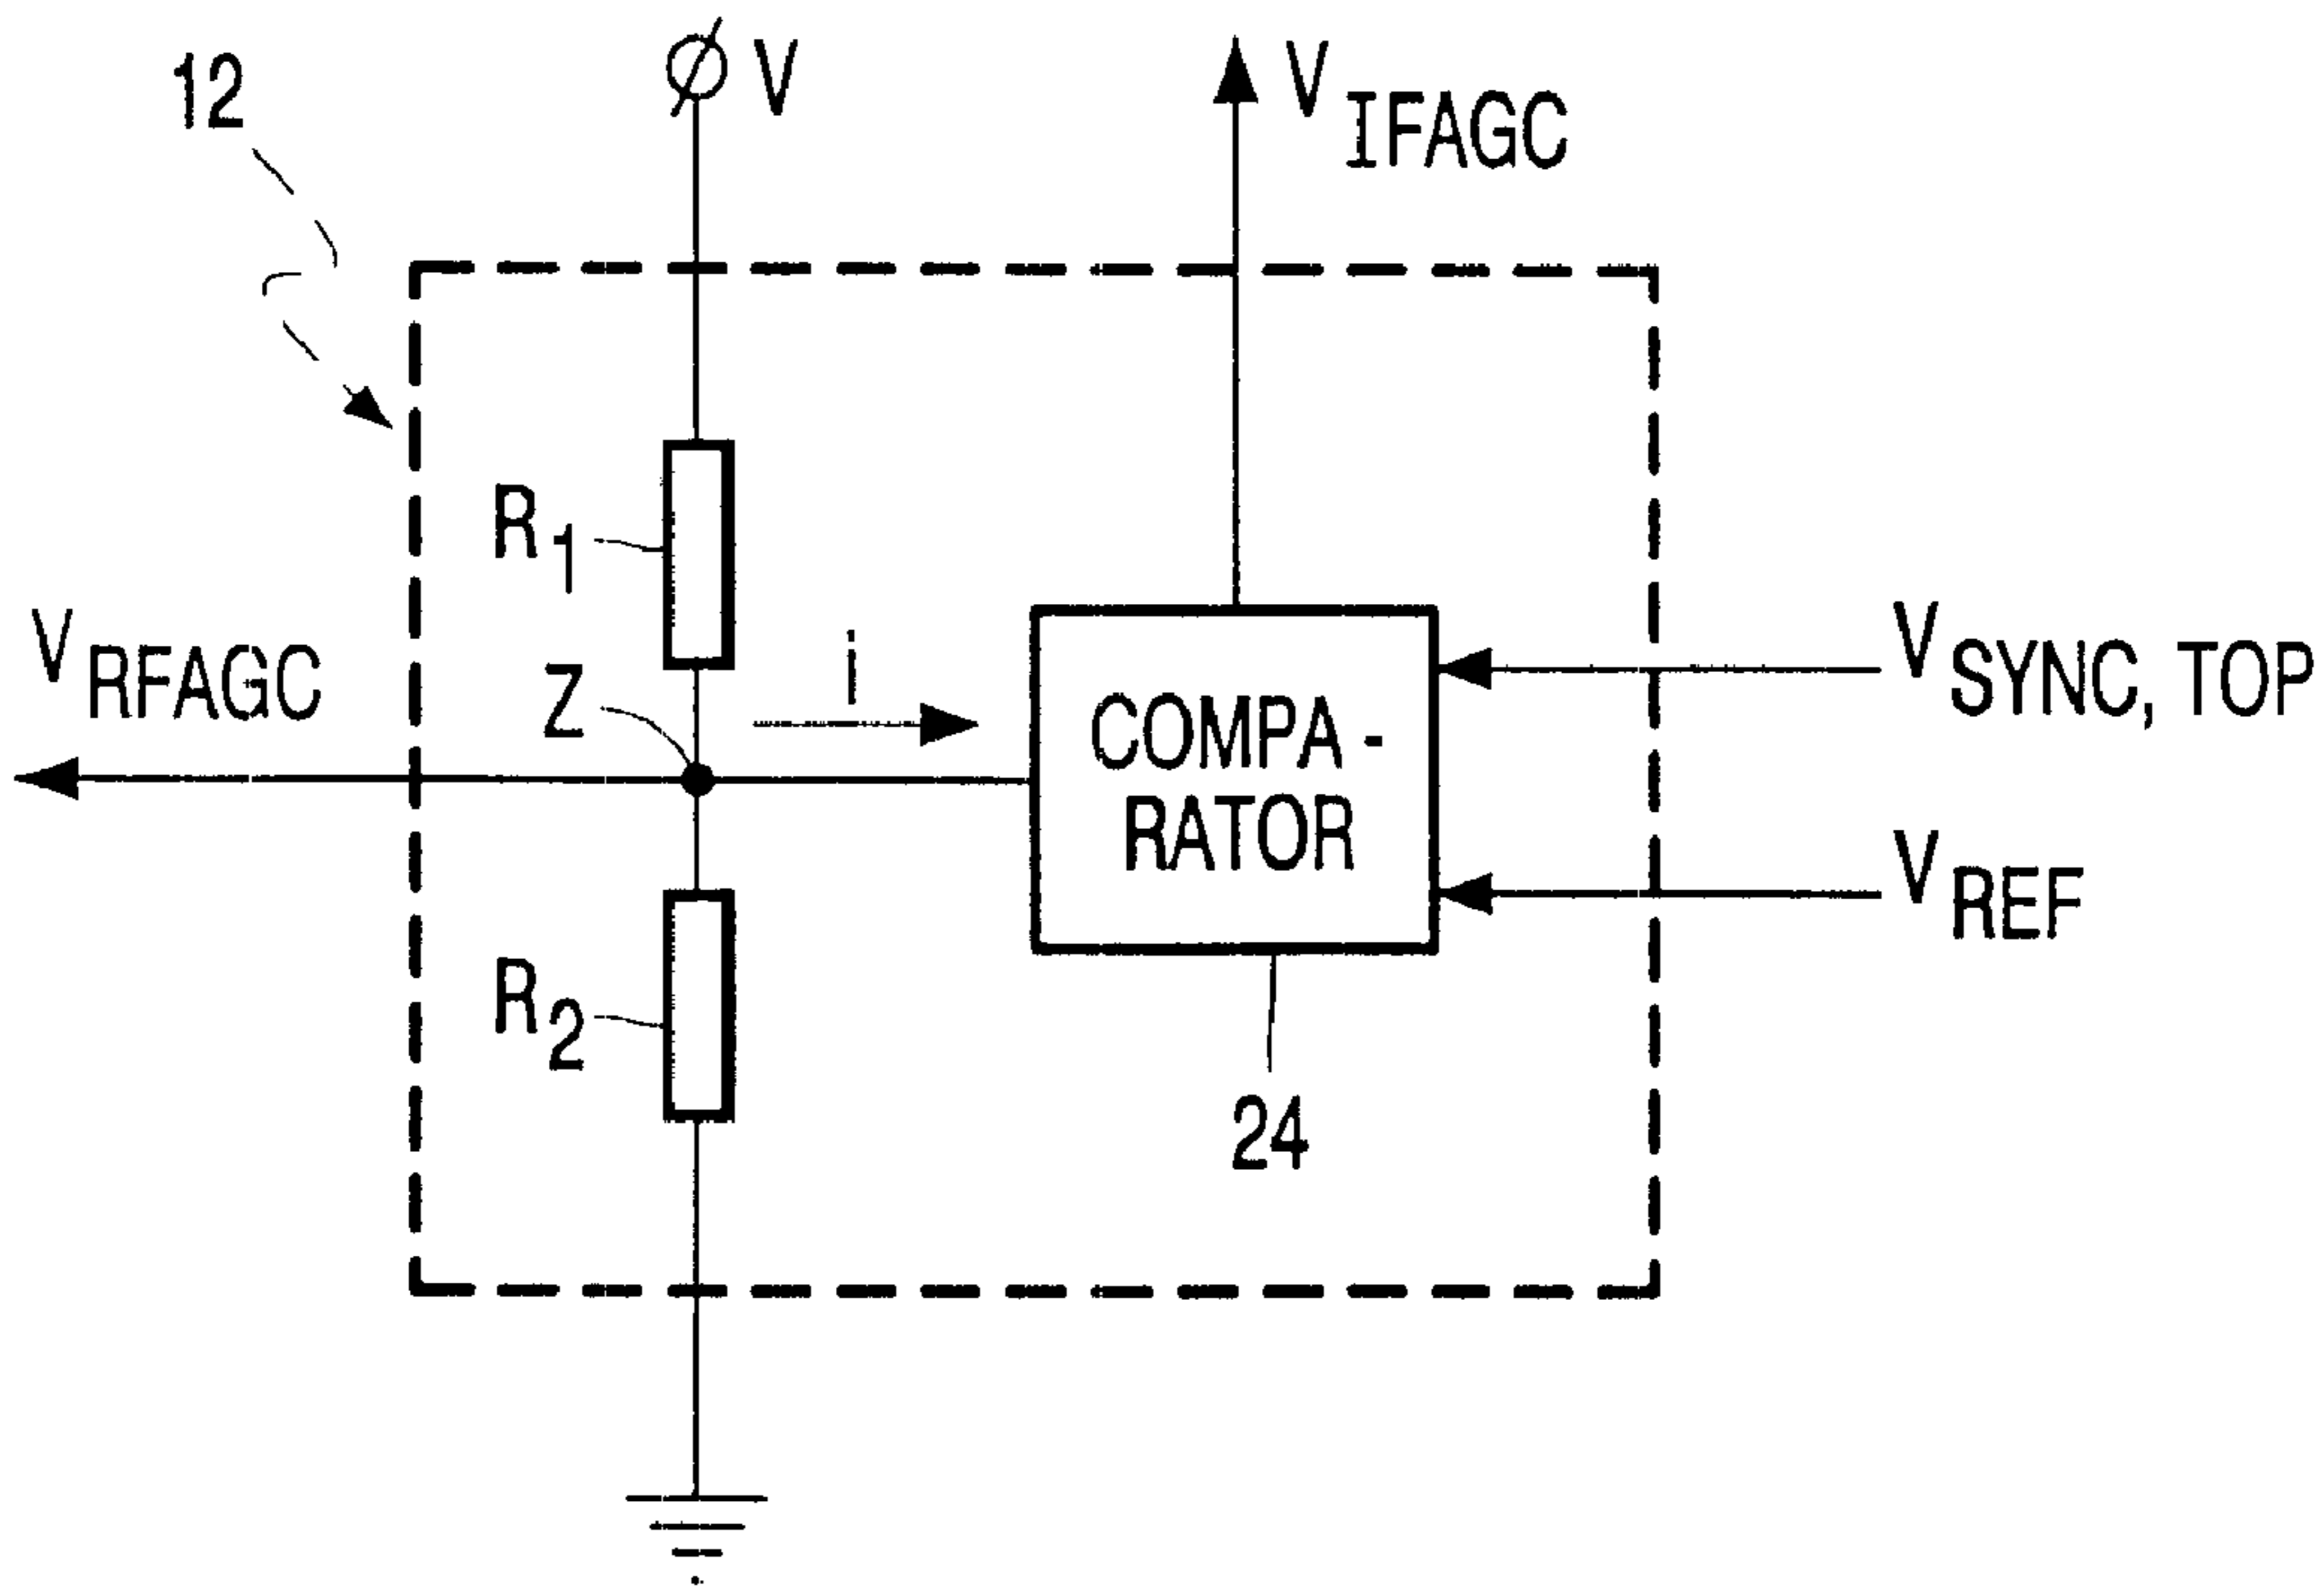 12
V
V IFAGC
R1
i
V RFAGC
Z
COMPA-
RATOR
V SYNC, TOP
V REF
R2
24